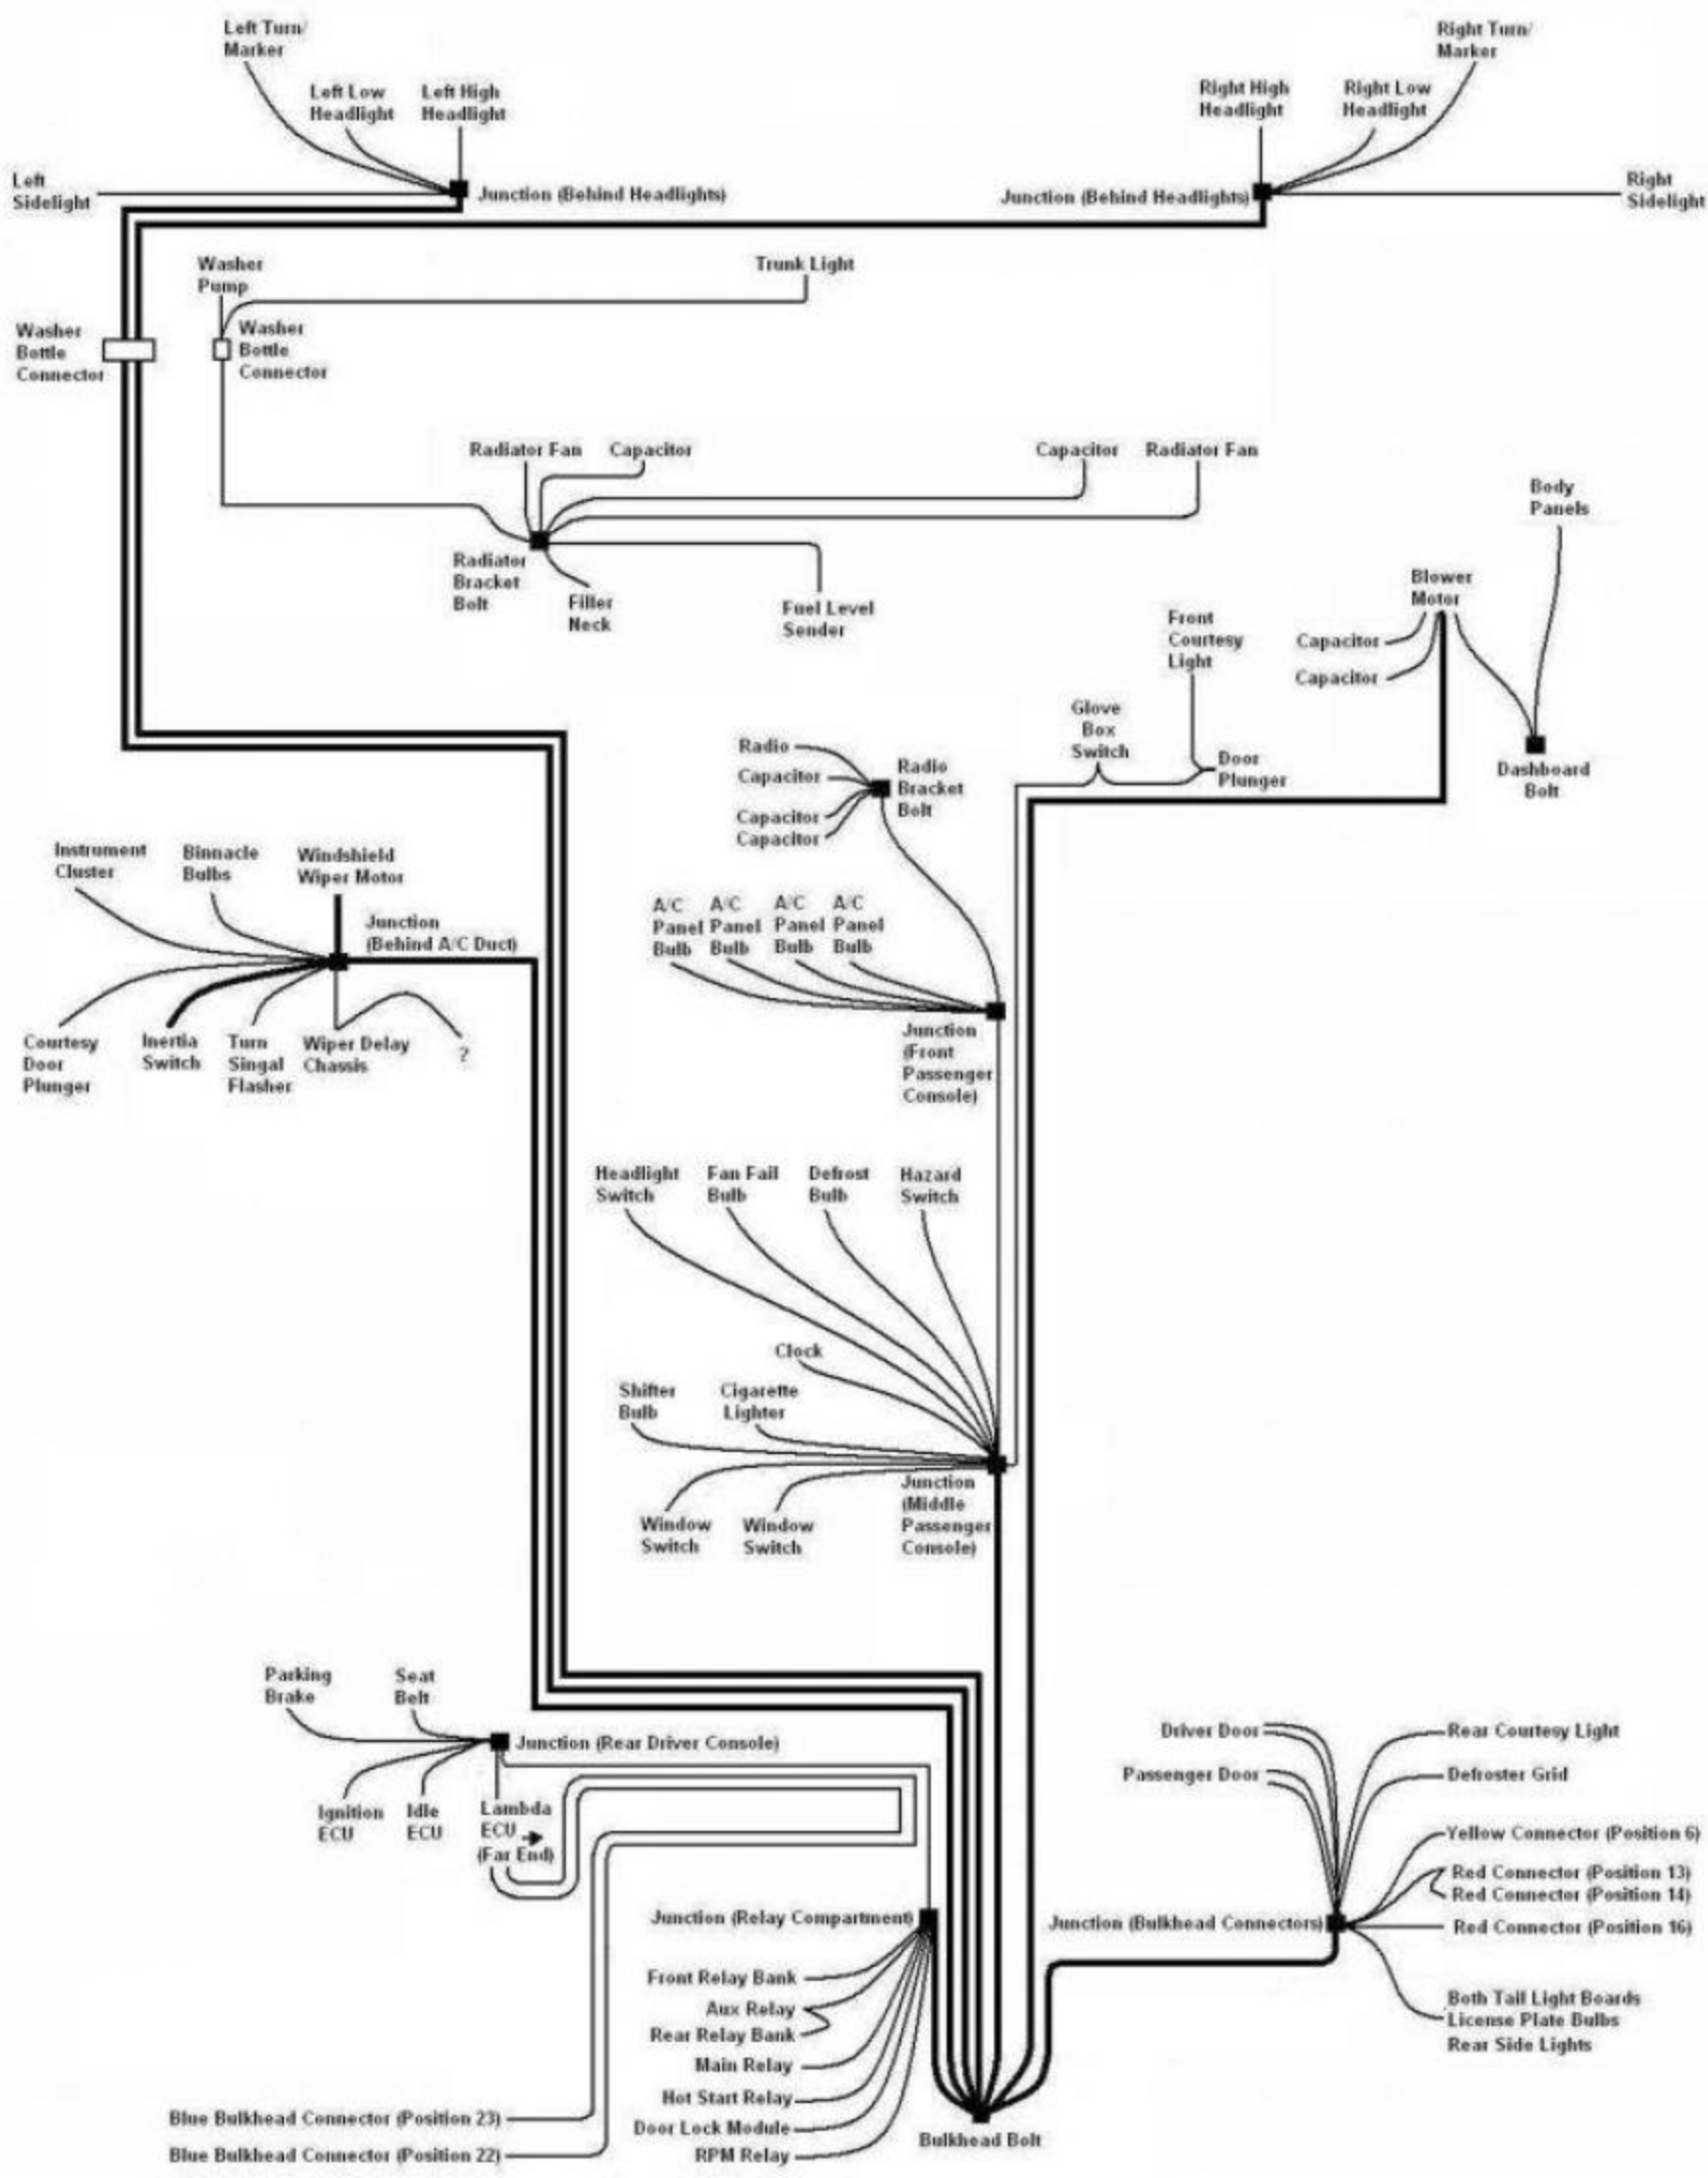 Left Turn/
Marker
Left Low
Headlight
Left High
Headlight
Right High
Headlight
Right Low
Headlight
Right Turn/
Marker
Left
Sidelight
Junction (Behind Headlights)
Junction (Behind Headlights)
Right
Sidelight
Washer
Pump
Trunk Light
Washer
Bottle
Connector
Washer
Bottle
Connector
Radiator Fan
Capacitor
Capacitor
Radiator Fan
Radiator
Bracket
Bolt
Filler
Neck
Fuel Level
Sender
Body
Panels
Blower
Motor
Capacitor
Capacitor
Front
Courtesy
Light
Glove
Box
Switch
Door
Plunger
Dashboard
Bolt
Radio
Capacitor
Capacitor
Capacitor
Radio
Bracket
Bolt
Instrument
Cluster
Binnacle
Bulbs
Windshield
Wiper Motor
Junction
(Behind A/C Duct)
A/C
Panel
Bulb
A/C
Panel
Bulb
A/C
Panel
Bulb
A/C
Panel
Bulb
Courtesy
Door
Plunger
Inertia
Switch
Turn
Singal
Flasher
Wiper Delay
Chassis
?
Junction
(Front
Passenger
Console)
Headlight
Switch
Fan Fail
Bulb
Defrost
Bulb
Hazard
Switch
Clock
Shifter
Bulb
Cigarette
Lighter
Window
Switch
Window
Switch
Junction
(Middle
Passenger
Console)
Parking
Brake
Seat
Belt
Junction (Rear Driver Console)
Ignition
ECU
Idle
ECU
Lambda
ECU
(Far End)
Driver Door
Passenger Door
Rear Courtesy Light
Defroster Grid
Yellow Connector (Position 6)
Red Connector (Position 13)
Red Connector (Position 14)
Red Connector (Position 16)
Junction (Bulkhead Connectors)
Both Tail Light Boards
License Plate Bulbs
Rear Side Lights
Junction (Relay Compartment)
Front Relay Bank
Aux Relay
Rear Relay Bank
Main Relay
Hot Start Relay
Door Lock Module
RPM Relay
Blue Bulkhead Connector (Position 23)
Blue Bulkhead Connector (Position 22)
Bulkhead Bolt